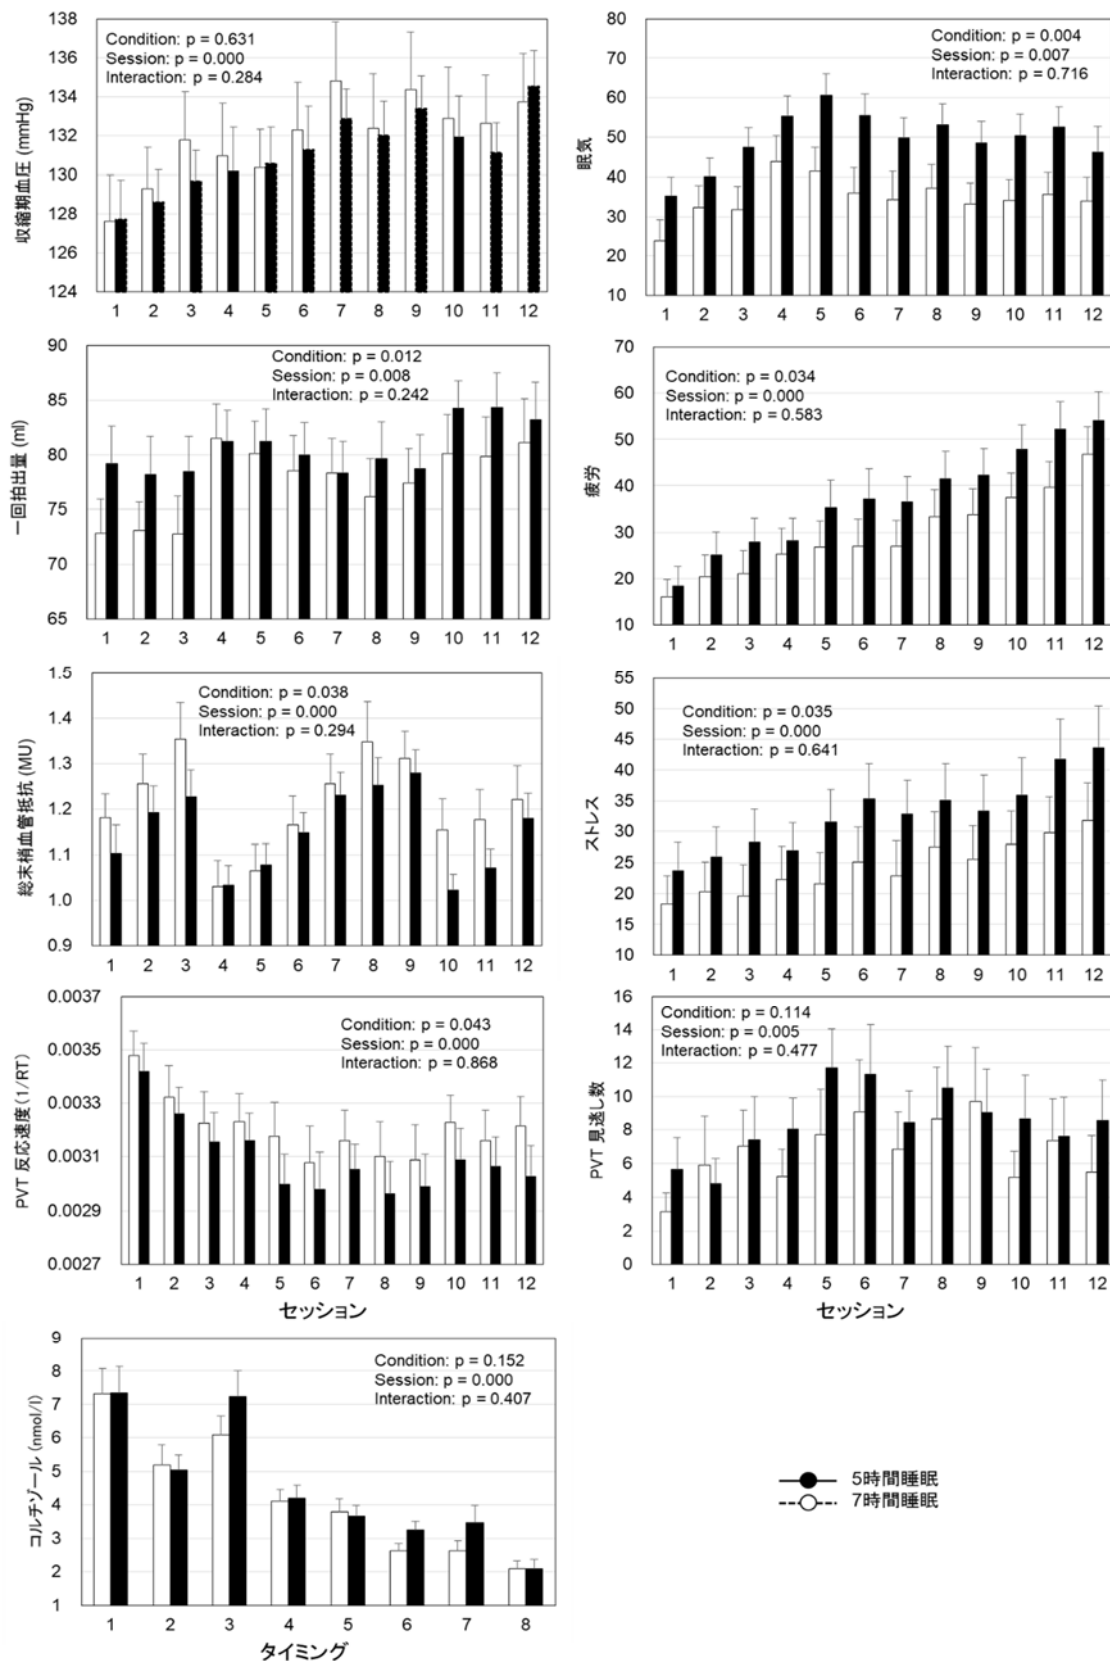 収縮期血圧 (mmHg)
138
136
134
132
130
128
126
124
Condition: p = 0.631
Session: p = 0.000
Interaction: p = 0.284
1 2 3 4 5 6 7 8 9 10 11 12
眠気
80
70
60
50
40
30
20
10
Condition: p = 0.004
Session: p = 0.007
Interaction: p = 0.716
1 2 3 4 5 6 7 8 9 10 11 12
一回拍出量 (ml)
90
85
80
75
70
65
Condition: p = 0.012
Session: p = 0.008
Interaction: p = 0.242
1 2 3 4 5 6 7 8 9 10 11 12
疲労
70
60
50
40
30
20
10
Condition: p = 0.034
Session: p = 0.000
Interaction: p = 0.583
1 2 3 4 5 6 7 8 9 10 11 12
総末梢血管抵抗 (MU)
1.5
1.4
1.3
1.2
1.1
1.0
0.9
Condition: p = 0.038
Session: p = 0.000
Interaction: p = 0.294
1 2 3 4 5 6 7 8 9 10 11 12
ストレス
55
50
45
40
35
30
25
20
15
10
Condition: p = 0.035
Session: p = 0.000
Interaction: p = 0.641
1 2 3 4 5 6 7 8 9 10 11 12
PVT 反応速度(1/RT)
0.0037
0.0035
0.0033
0.0031
0.0029
0.0027
Condition: p = 0.043
Session: p = 0.000
Interaction: p = 0.868
1 2 3 4 5 6 7 8 9 10 11 12
セッション
PVT 見逃し数
16
14
12
10
8
6
4
2
0
Condition: p = 0.114
Session: p = 0.005
Interaction: p = 0.477
1 2 3 4 5 6 7 8 9 10 11 12
セッション
コルチゾール (nmol/l)
9
8
7
6
5
4
3
2
1
Condition: p = 0.152
Session: p = 0.000
Interaction: p = 0.407
1 2 3 4 5 6 7 8
タイミング
5時間睡眠
7時間睡眠